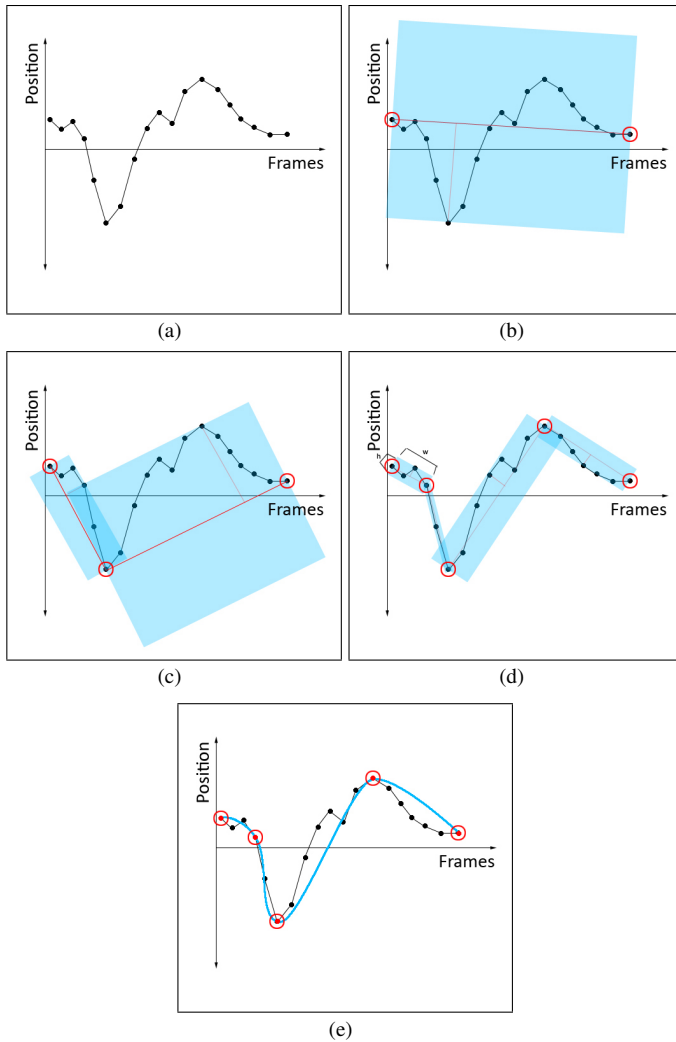 Position
Frames
(a)
Position
Frames
(b)
Position
Frames
(c)
Position
h
w
Frames
(d)
Position
Frames
(e)